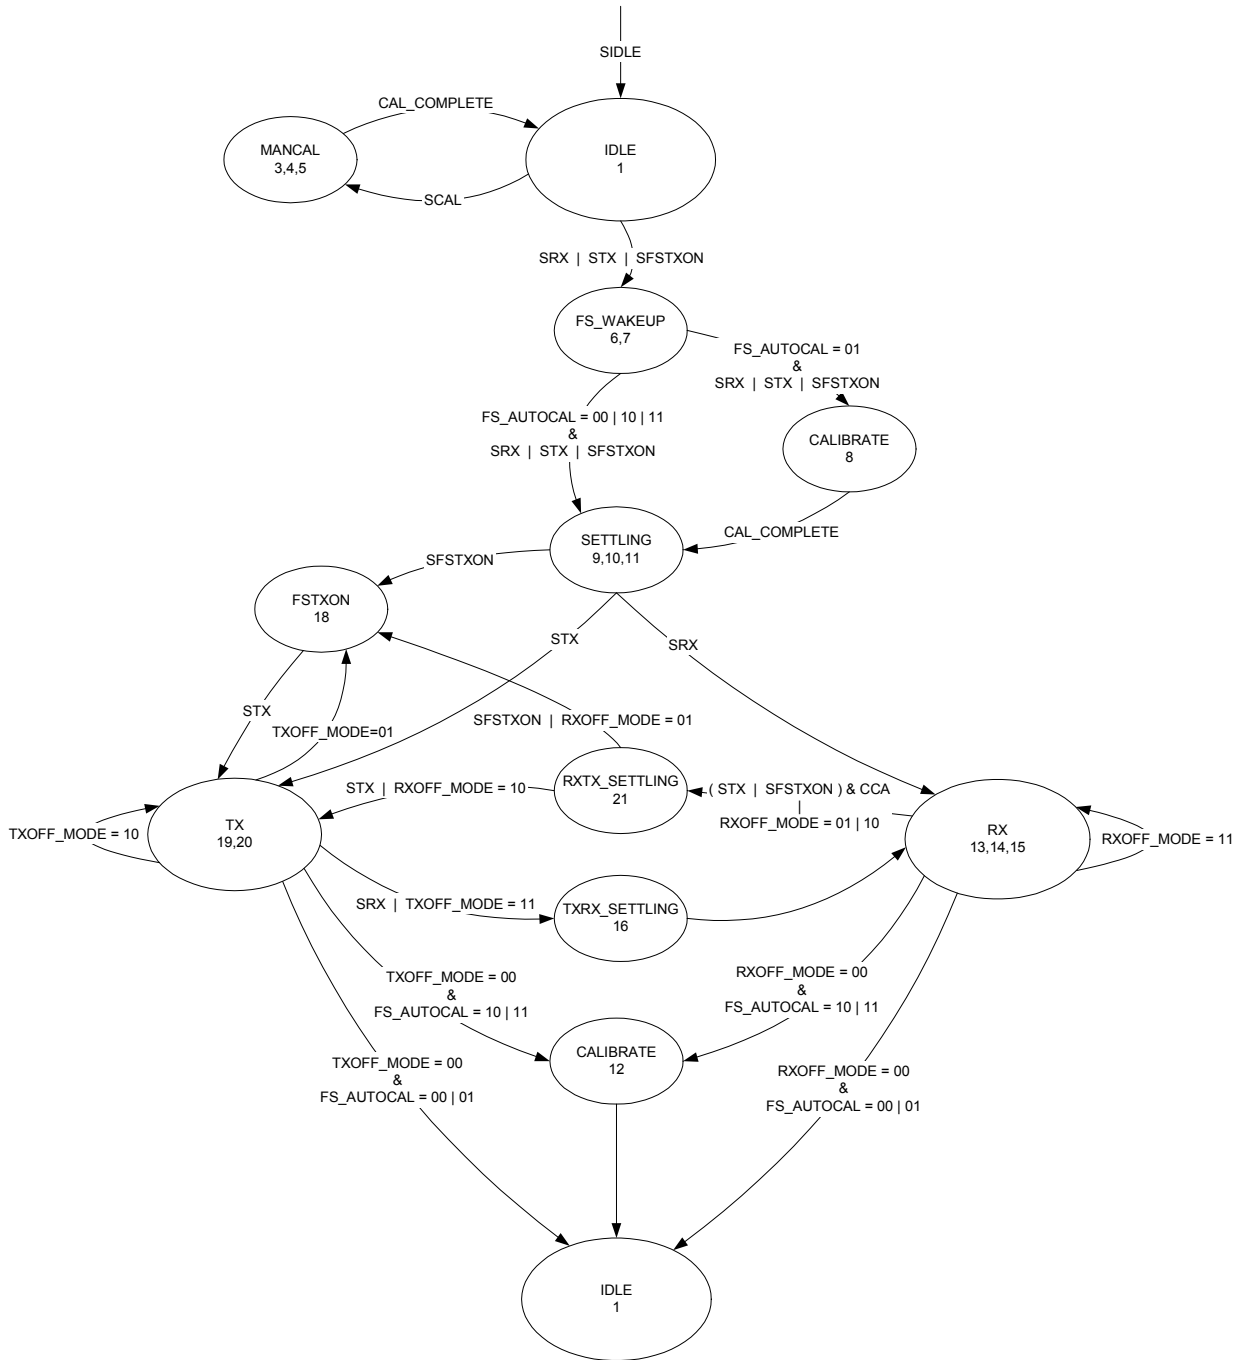 SIDLE
CAL_COMPLETE
MANCAL
3,4,5
IDLE
1
SCAL
SRX | STX | SFSTXON
FS_WAKEUP
6,7
FS_AUTOCAL = 01
&
SRX | STX | SFSTXON
FS_AUTOCAL = 00 | 10 | 11
&
SRX | STX | SFSTXON
CALIBRATE
8
SETTLING
9,10,11
CAL_COMPLETE
SFSTXON
FSTXON
18
STX
SRX
STX
TXOFF_MODE=01
SFSTXON | RXOFF_MODE = 01
RXTX_SETTLING
21
STX | RXOFF_MODE = 10
( STX | SFSTXON ) & CCA
|
RXOFF_MODE = 01 | 10
TXOFF_MODE = 10
TX
19,20
RX
13,14,15
RXOFF_MODE = 11
SRX | TXOFF_MODE = 11
TXRX_SETTLING
16
TXOFF_MODE = 00
&
FS_AUTOCAL = 10 | 11
RXOFF_MODE = 00
&
FS_AUTOCAL = 10 | 11
CALIBRATE
12
TXOFF_MODE = 00
&
FS_AUTOCAL = 00 | 01
RXOFF_MODE = 00
&
FS_AUTOCAL = 00 | 01
IDLE
1